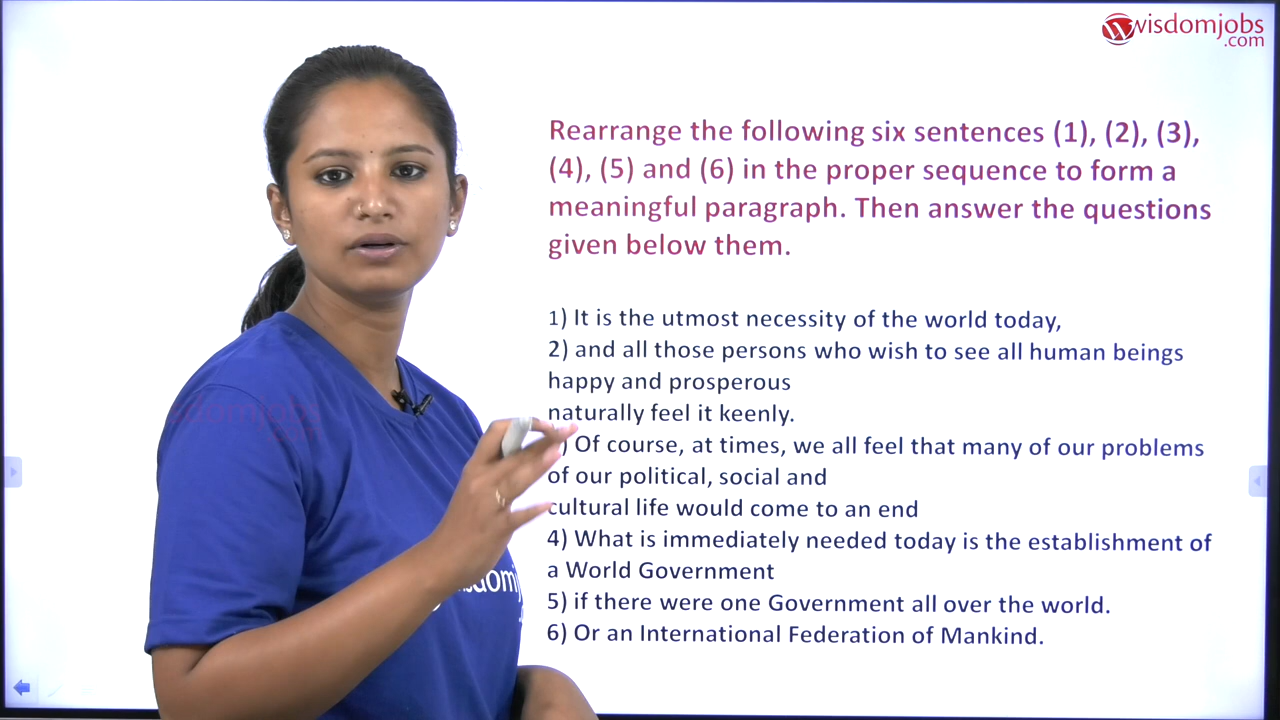 wisdomjobs
.com
Rearrange the following six sentences (1), (2), (3),
(4), (5) and (6) in the proper sequence to form a
meaningful paragraph. Then answer the questions
given below them.
1) It is the utmost necessity of the world today,
2) and all those persons who wish to see all human beings
happy and prosperous
naturally feel it keenly.
) Of course, at times, we all feel that many of our problems
of our political, social and
cultural life would come to an end
4) What is immediately needed today is the establishment of
a World Government
5) if there were one Government all over the world.
6) Or an International Federation of Mankind.